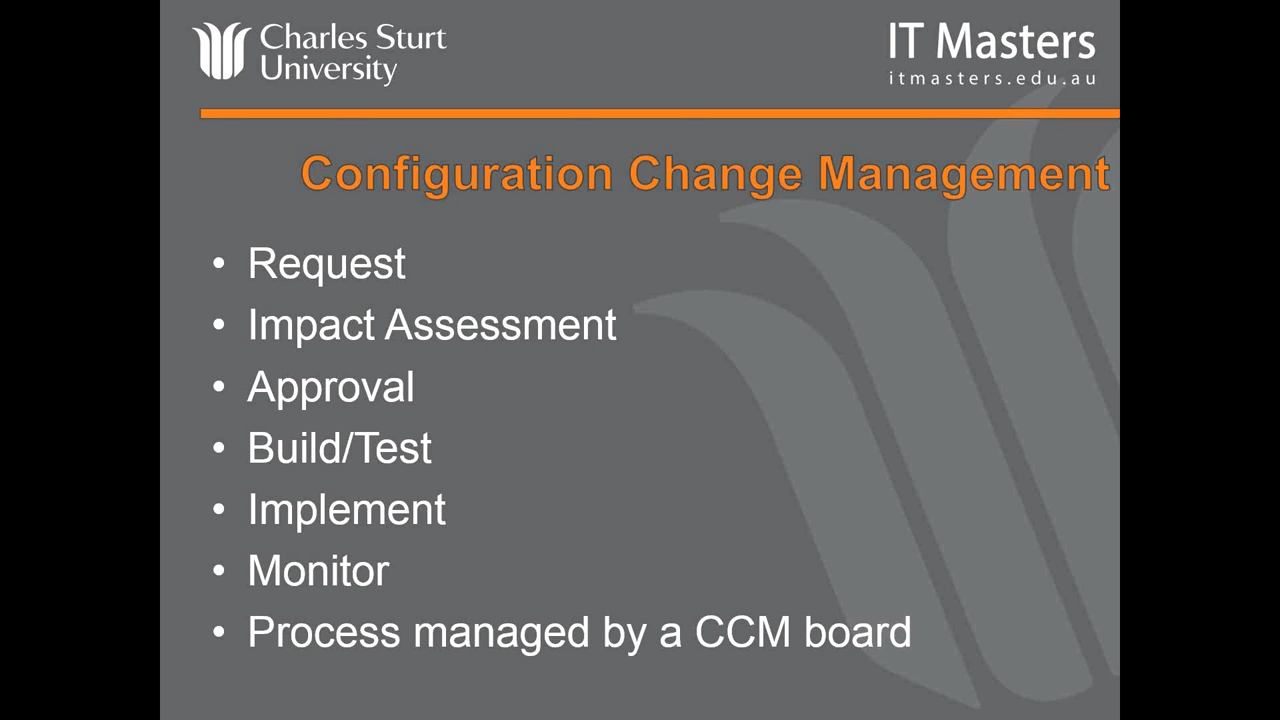 Charles Sturt
University
IT Masters
itmasters.edu.au
Configuration Change Management
• Request
• Impact Assessment
• Approval
• Build/Test
• Implement
• Monitor
• Process managed by a CCM board